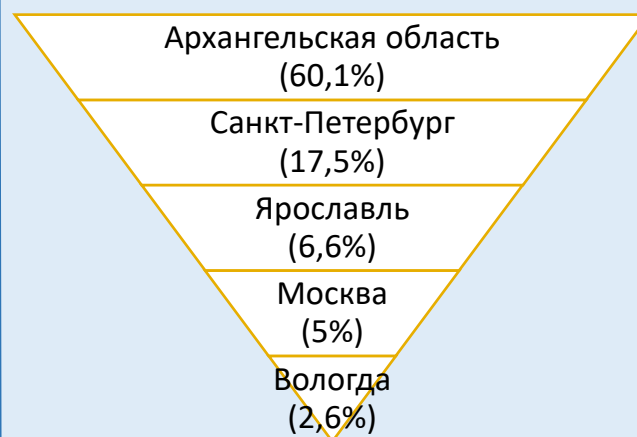 Архангельская область
(60,1%)
Санкт-Петербург
(17,5%)
Ярославль
(6,6%)
Москва
(5%)
Вологда
(2,6%)